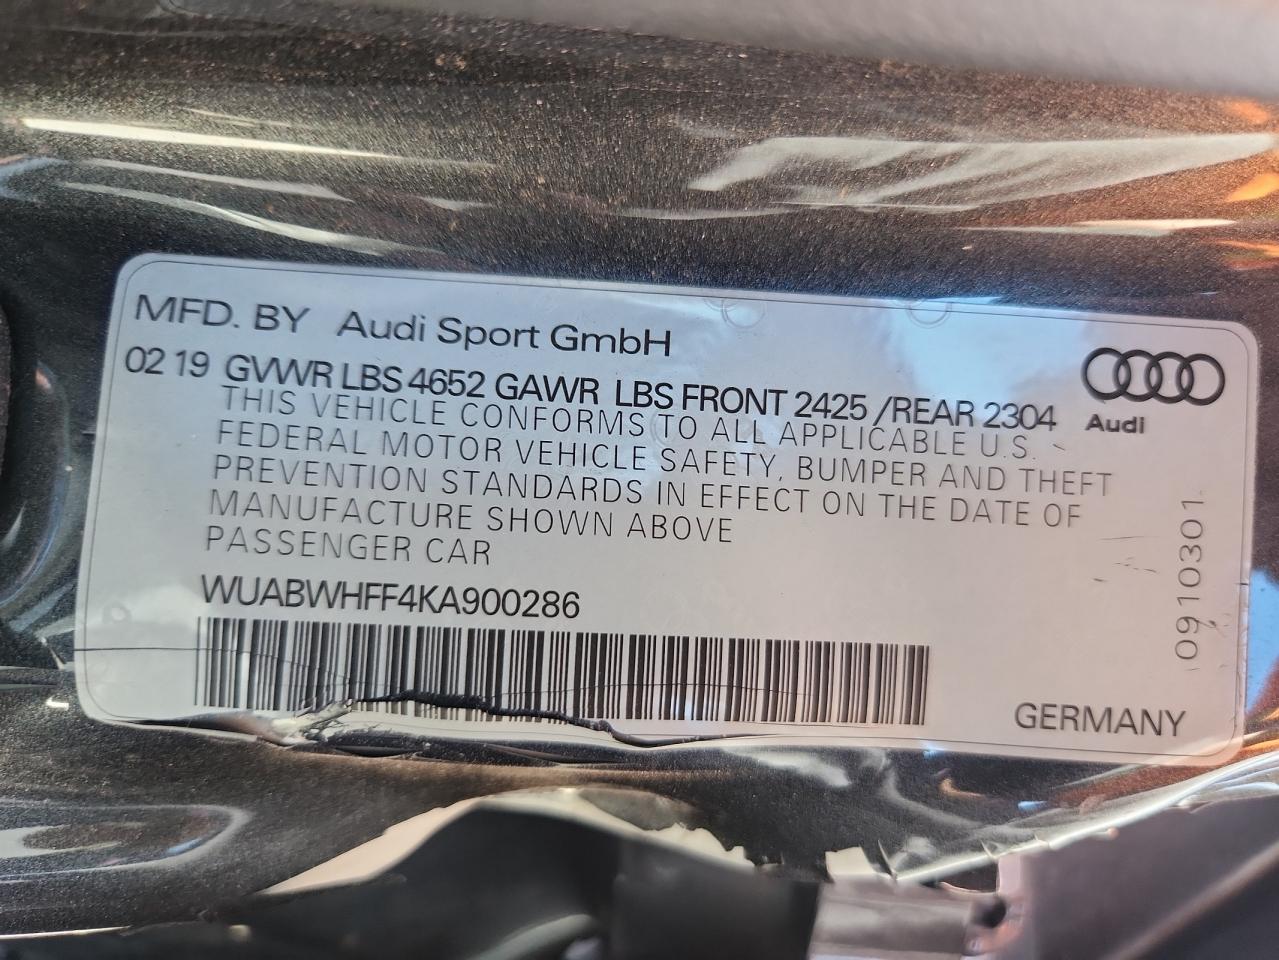 MFD. BY Audi Sport GmbH
02 19 GVWR LBS 4652 GAWR LBS FRONT 2425 /REAR 2304
THIS VEHICLE CONFORMS TO ALL APPLICABLE U.S.
FEDERAL MOTOR VEHICLE SAFETY, BUMPER AND THEFT
PREVENTION STANDARDS IN EFFECT ON THE DATE OF
MANUFACTURE SHOWN ABOVE
PASSENGER CAR
WUABWHFF4KA900286
Audi
0910301
GERMANY